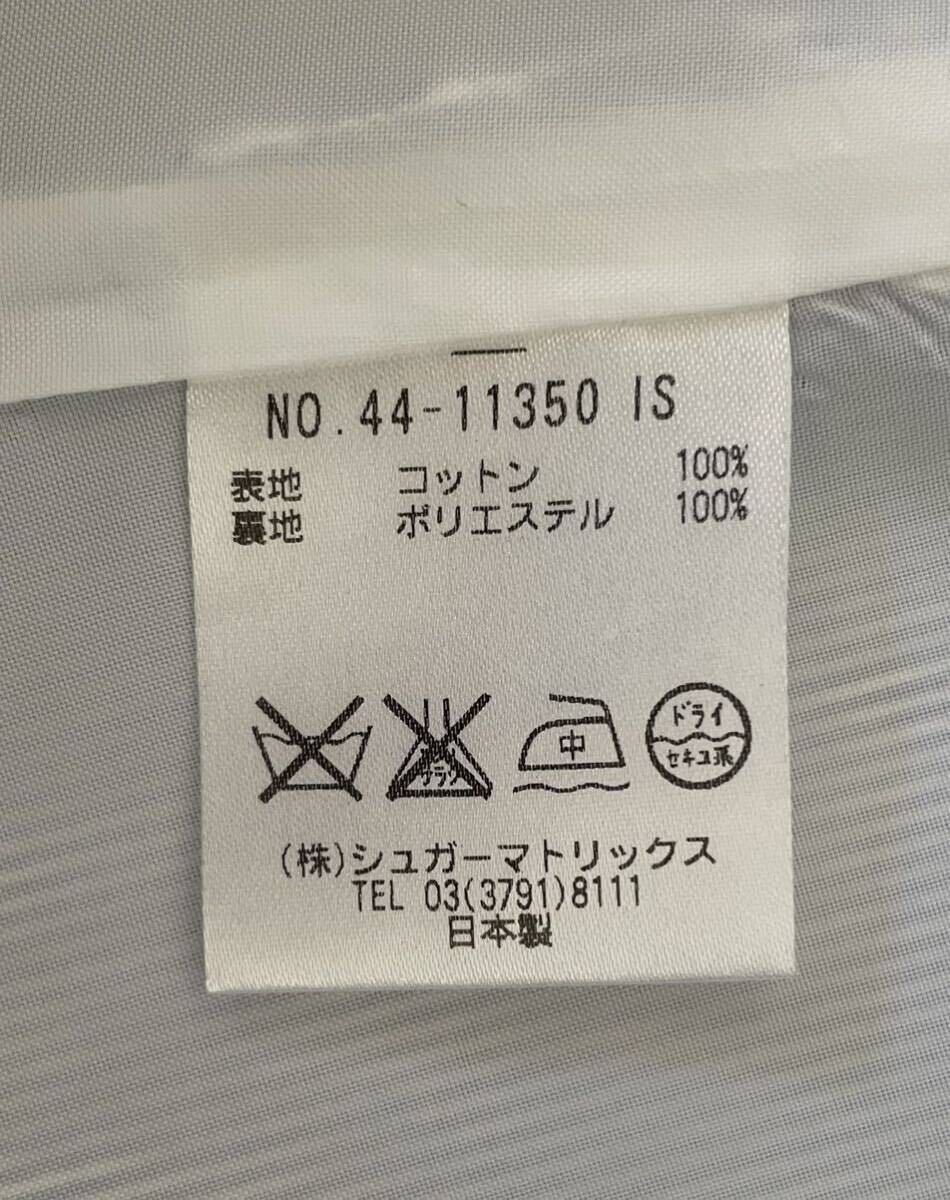 NO.44-11350 IS
表地 コットン 100%
裏地 ポリエステル 100%
中
ドライ
セキユ系
(株)シュガーマトリックス
TEL 03(3791)8111
日本製